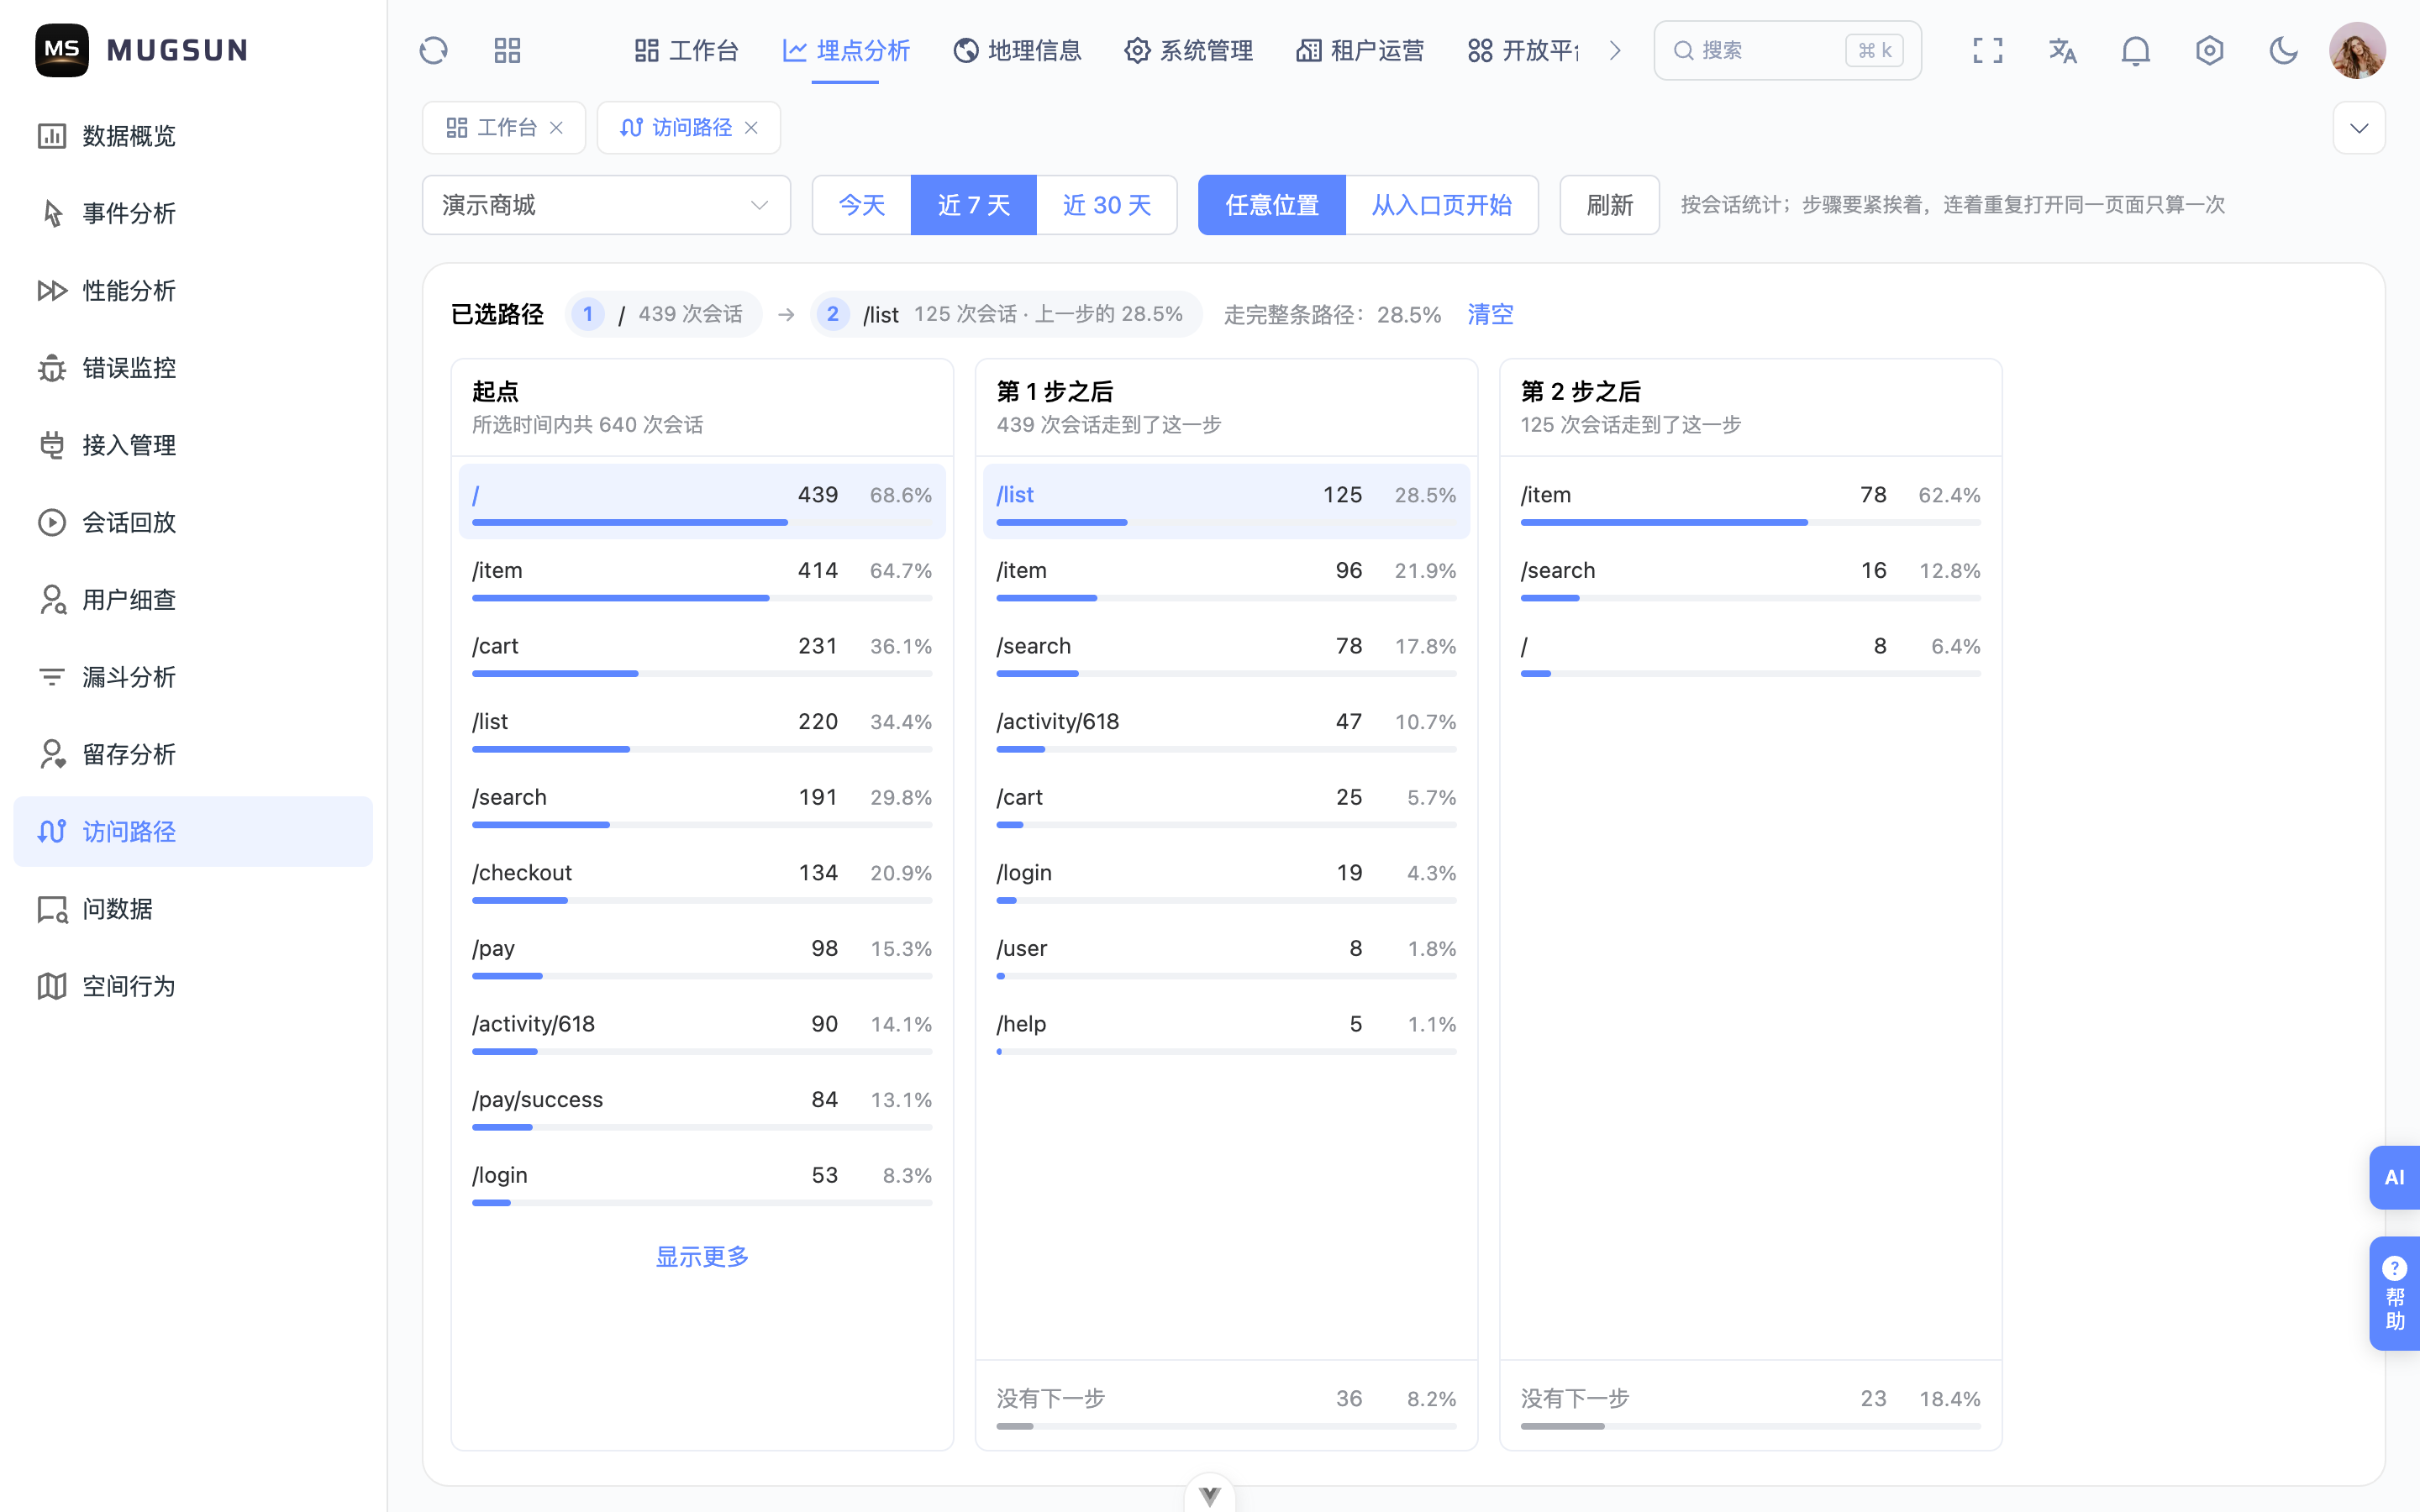 MS MUGSUN
数据概览
事件分析
性能分析
错误监控
接入管理
会话回放
用户细查
漏斗分析
留存分析
访问路径
问数据
空间行为
工作台 埋点分析 地理信息 系统管理 租户运营 开放平 搜索 ⌘ k
工作台 访问路径
演示商城 今天 近 7 天 近 30 天 任意位置 从入口页开始 刷新 按会话统计；步骤要紧挨着，连着重复打开同一页面只算一次
已选路径 1 / 439 次会话 → 2 /list 125 次会话 · 上一步的 28.5% 走完整条路径：28.5% 清空
起点
所选时间内共 640 次会话
/ 439 68.6%
/item 414 64.7%
/cart 231 36.1%
/list 220 34.4%
/search 191 29.8%
/checkout 134 20.9%
/pay 98 15.3%
/activity/618 90 14.1%
/pay/success 84 13.1%
/login 53 8.3%
显示更多
第 1 步之后
439 次会话走到了这一步
/list 125 28.5%
/item 96 21.9%
/search 78 17.8%
/activity/618 47 10.7%
/cart 25 5.7%
/login 19 4.3%
/user 8 1.8%
/help 5 1.1%
没有下一步 36 8.2%
第 2 步之后
125 次会话走到了这一步
/item 78 62.4%
/search 16 12.8%
/ 8 6.4%
没有下一步 23 18.4%
AI
?
帮
助